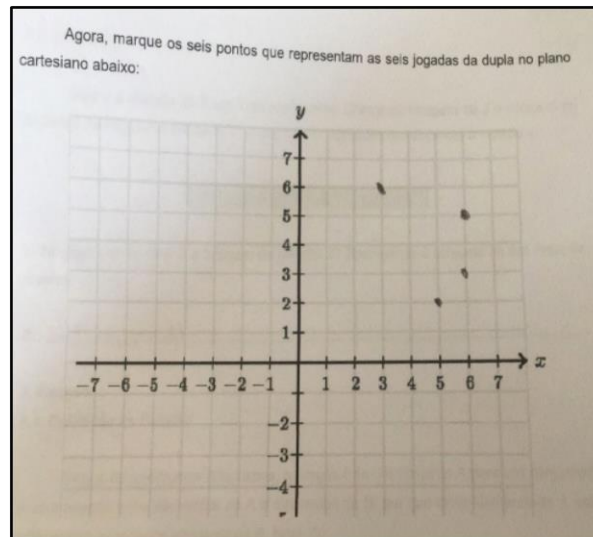 Agora, marque os seis pontos que representam as seis jogadas da dupla no plano
cartesiano abaixo:
y
7
6
5
4
3
2
1
-7 -6 -5 -4 -3 -2 -1 1 2 3 4 5 6 7 x
-2
-3
-4